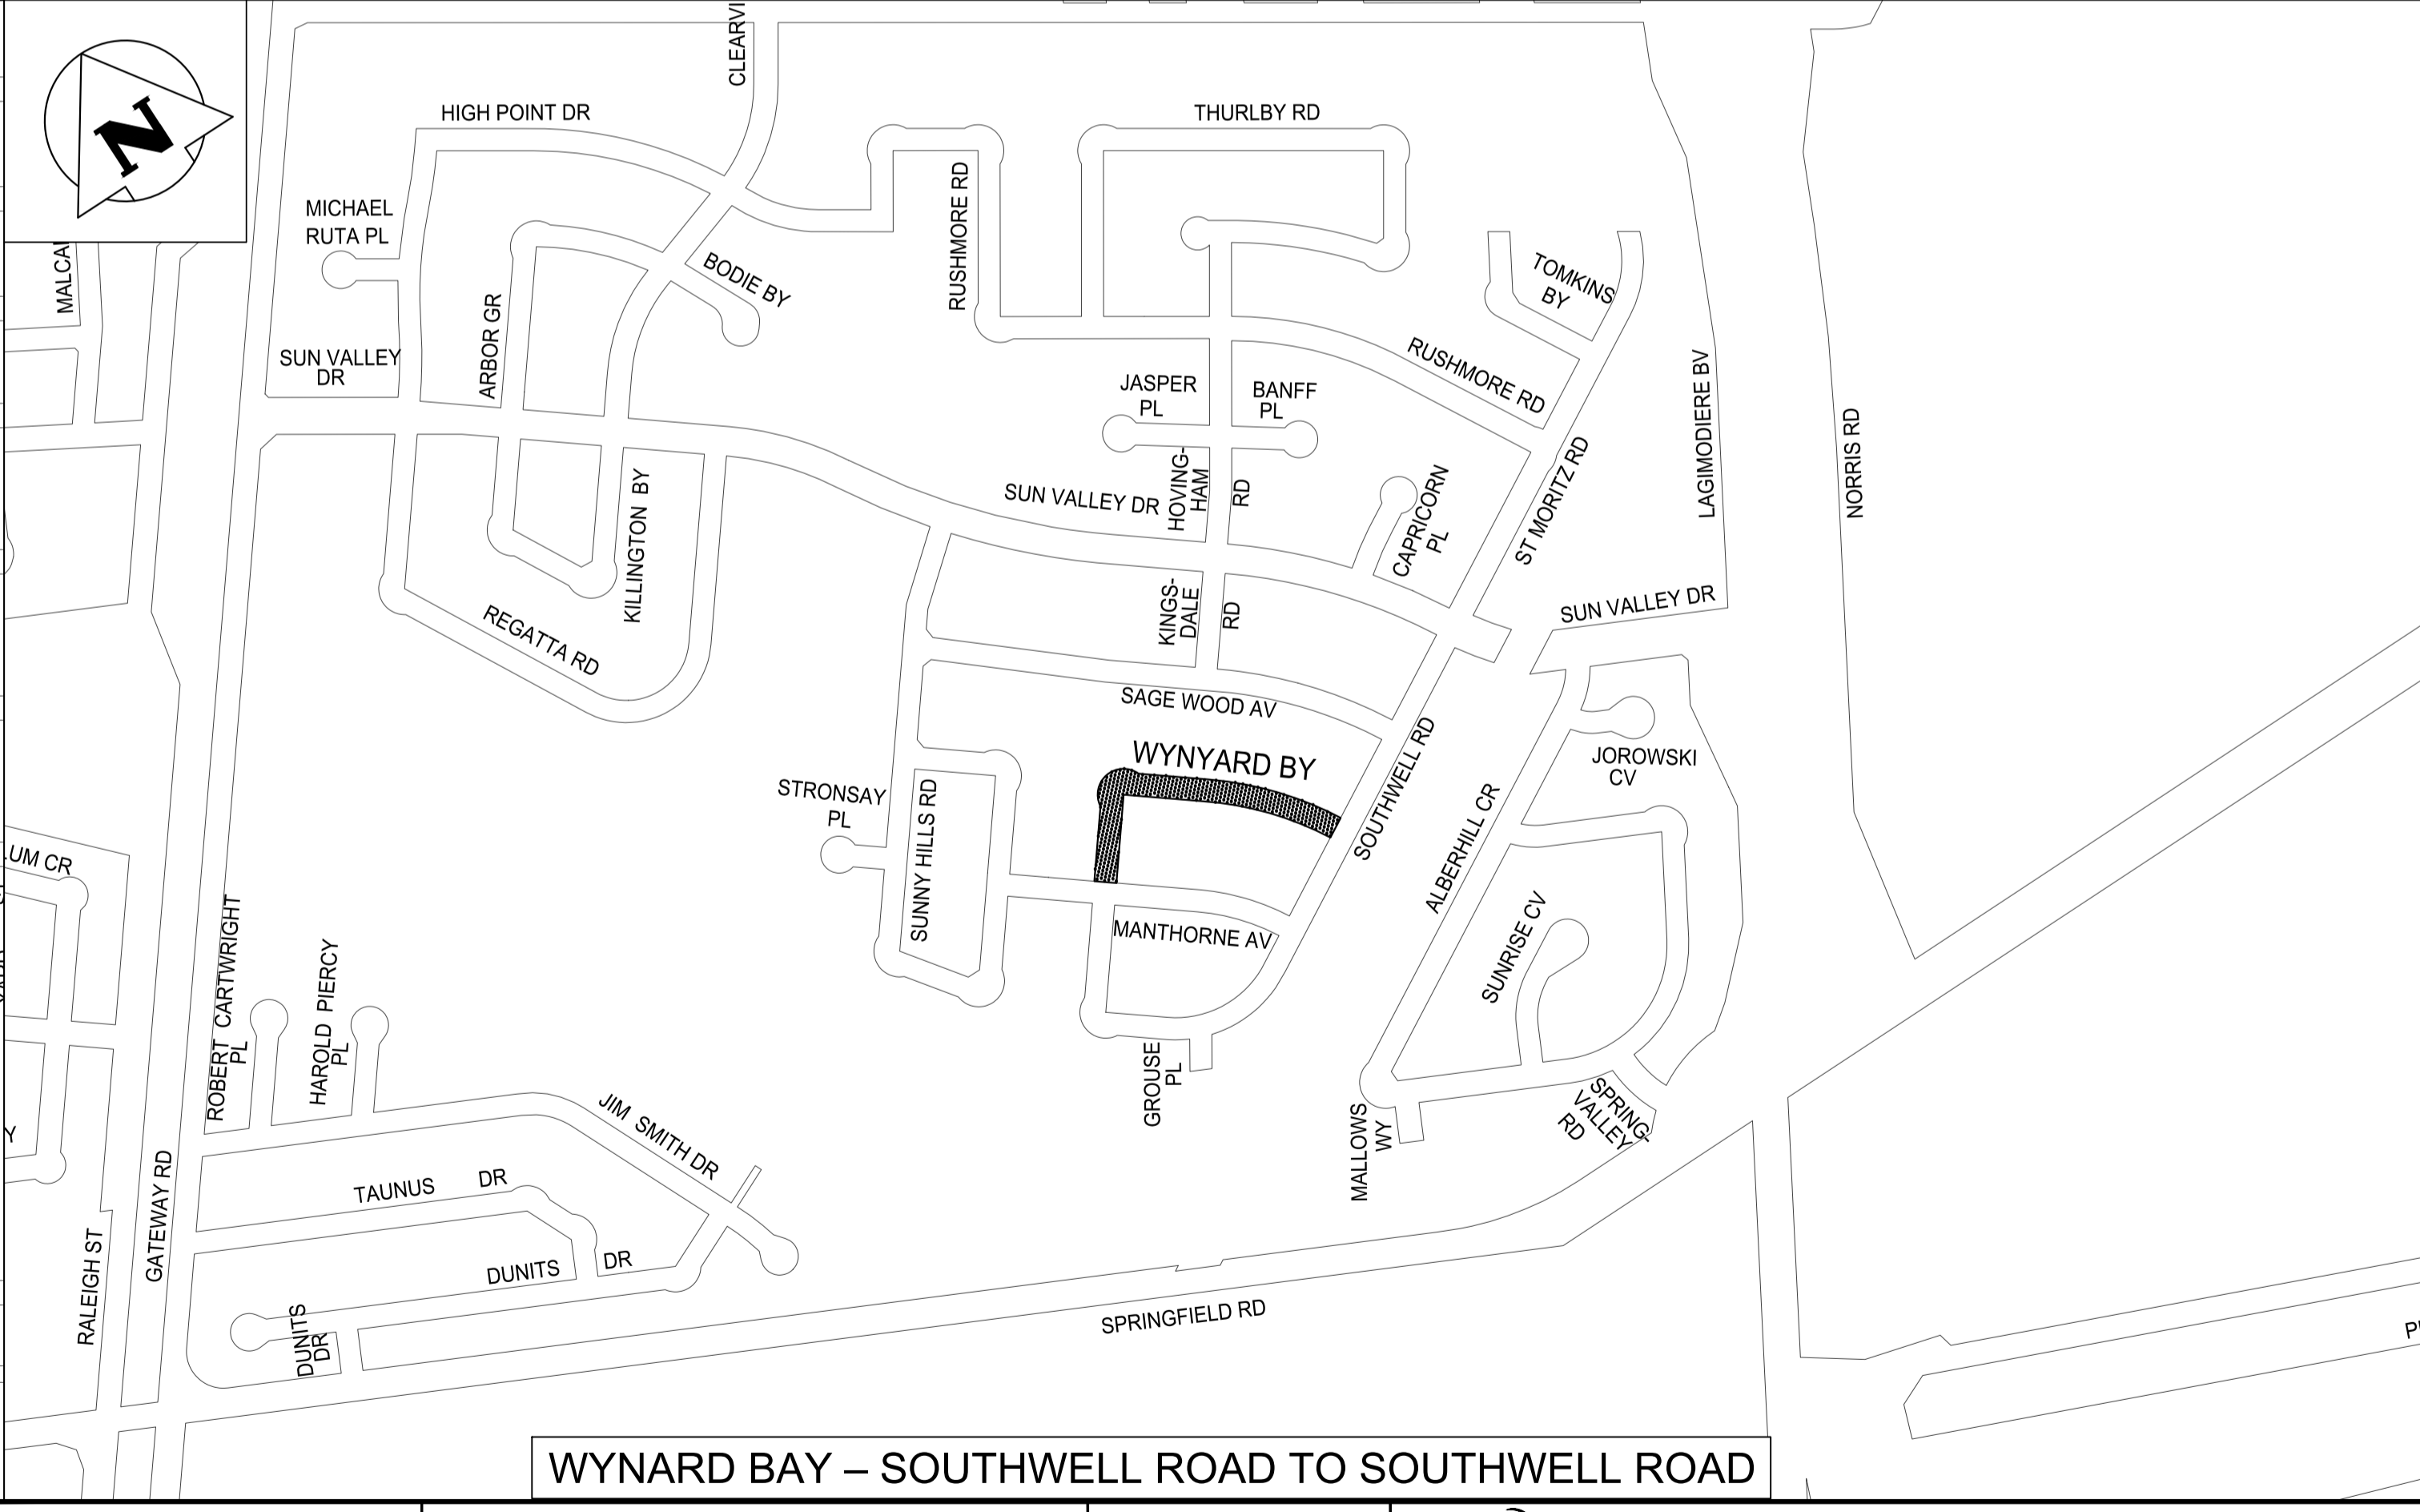 CLEARVI
N
HIGH POINT DR
THURLBY RD
MICHAEL
RUTA PL
MALCA
BODIE BY
RUSHMORE RD
TOMKINS
BY
ARBOR GR
SUN VALLEY
DR
RUSHMORE RD
JASPER
PL
BANFF
PL
LAGIMODIERE BV
NORRIS RD
HOVING-
HAM
RD
SUN VALLEY DR
CAPRICORN
PL
ST MORITZ RD
KILLINGTON BY
REGATTA RD
KINGS-
DALE
RD
SUN VALLEY DR
SAGE WOOD AV
WYNYARD BY
SOUTHWELL RD
JOROWSKI
CV
STRONSAY
PL
SUNNY HILLS RD
ALBERHILL CR
UM CR
MANTHORNE AV
SUNRISE CV
ROBERT CARTWRIGHT
PL
HAROLD PIERCY
PL
GROUSE
PL
MALLOWS
WY
SPRING-
VALLEY
RD
JIM SMITH DR
Y
GATEWAY RD
TAUNUS DR
RALEIGH ST
DUNITS DR
DUNITS
DR
SPRINGFIELD RD
P
WYNARD BAY – SOUTHWELL ROAD TO SOUTHWELL ROAD